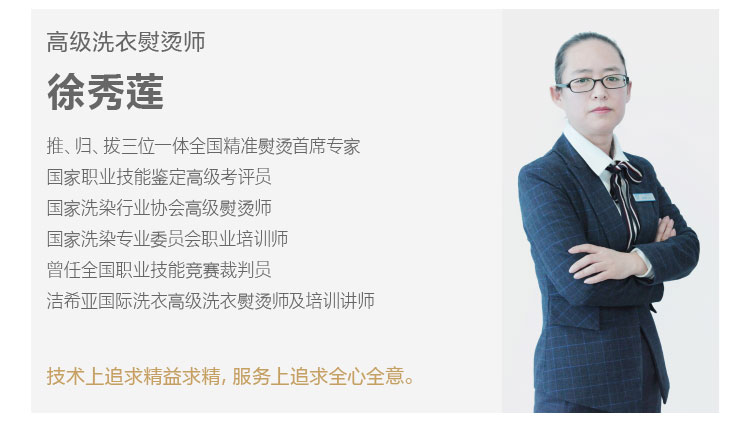 高级洗衣熨烫师
徐秀莲
推、归、拔三位一体全国精准熨烫首席专家
国家职业技能鉴定高级考评员
国家洗染行业协会高级熨烫师
国家洗染专业委员会职业培训师
曾任全国职业技能竞赛裁判员
洁希亚国际洗衣高级洗衣熨烫师及培训讲师
技术上追求精益求精，服务上追求全心全意。